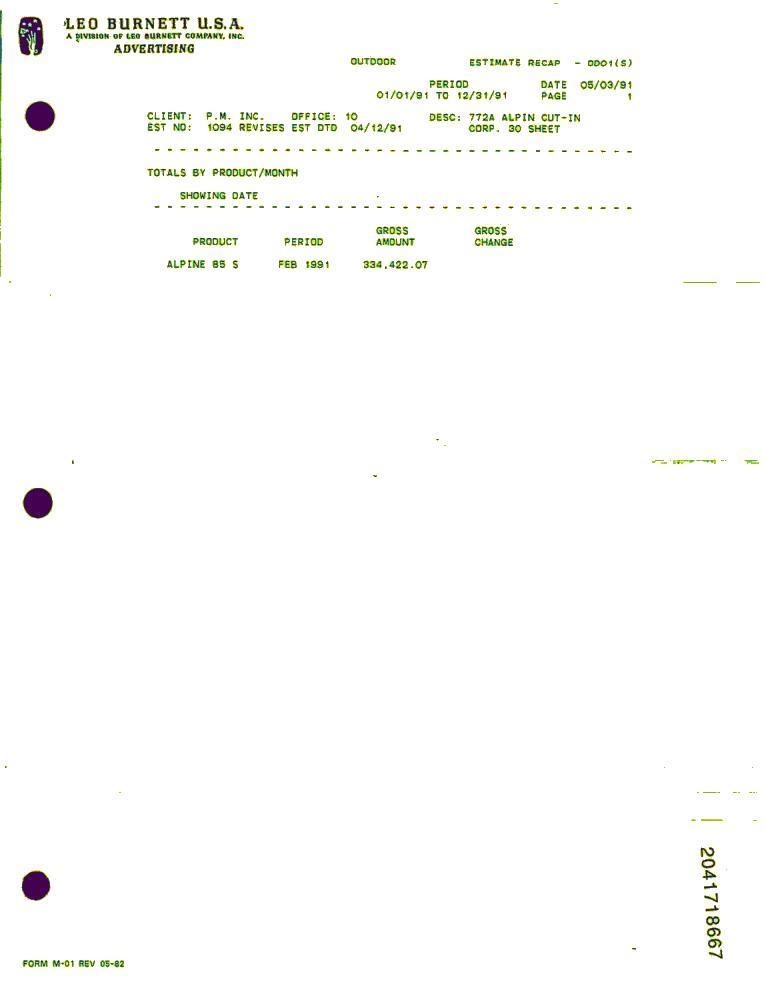 LEO BURNETT U.S.A.
A DIVISION OF LEO BURNETT COMPANY, INC.
ADVERTISING
OUTDOOR ESTIMATE RECAP - DDO1(S)
PERIOD DATE 05/03/91
01/01/91 TO 12/31/91 PAGE 1
CLIENT: P.M. INC. OFFICE: 10 DESC: 772A ALPIN CUT-IN
EST NO: 1094 REVISES EST DTD 04/12/91 CORP. 30 SHEET
TOTALS BY PRODUCT/MONTH
SHOWING DATE
GROSS GROSS
PRODUCT PERIOD AMOUNT CHANGE
ALPINE 85 S FEB 1991 334,422.07
2041718667
FORM M-01 REV 05-82